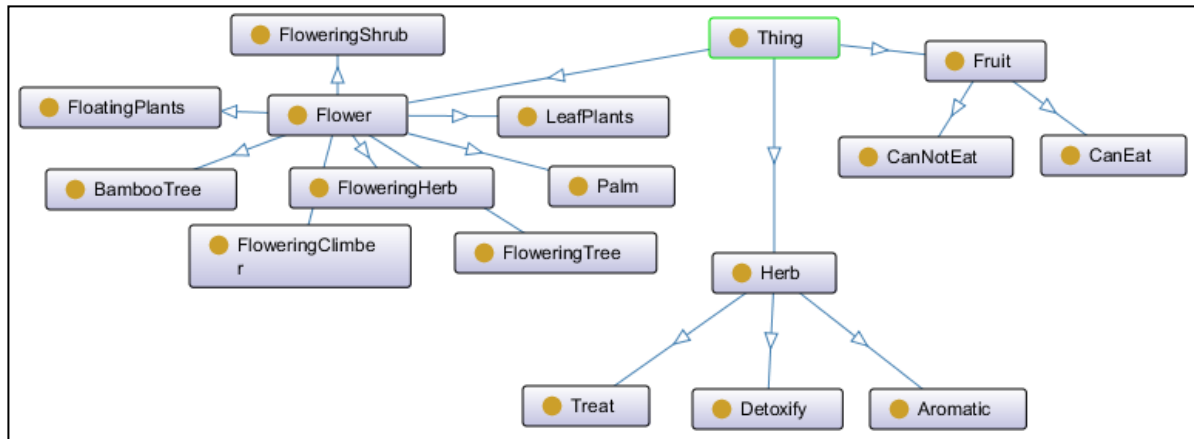 FloweringShrub
Thing
Fruit
FloatingPlants
Flower
LeafPlants
CanNotEat
CanEat
BambooTree
FloweringHerb
Palm
FloweringClimbe
r
FloweringTree
Herb
Treat
Detoxify
Aromatic